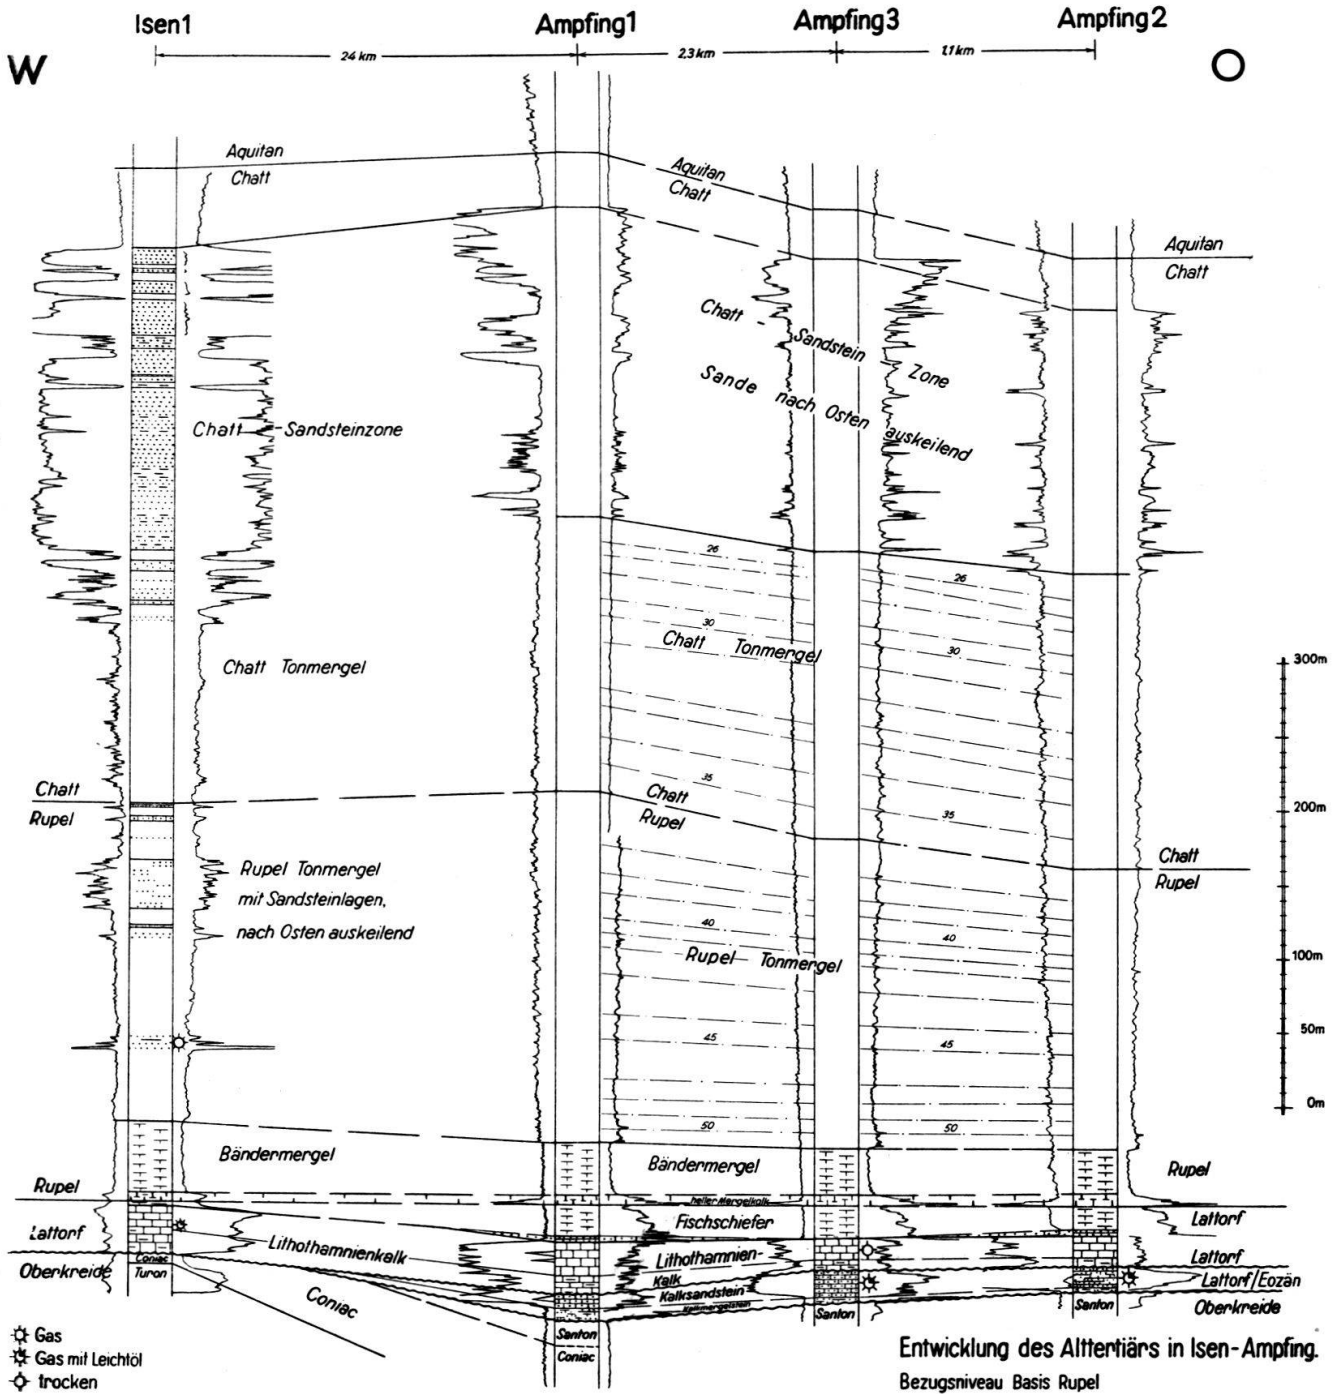 Isen1
Ampfing1
Ampfing3
Ampfing2
W
24 km
2,3 km
1,1 km
O
Aquitan
Chatt
Aquitan
Chatt
Aquitan
Chatt
Chatt - Sandstein Zone
Sande nach Osten auskeilend
Chatt - Sandsteinzone
26
26
30
30
Chatt Tonmergel
Chatt Tonmergel
300m
35
35
Chatt
Rupel
Chatt
Rupel
200m
Chatt
Rupel
Rupel Tonmergel
mit Sandsteinlagen,
nach Osten auskeilend
40
40
Rupel Tonmergel
100m
45
45
50m
0m
50
50
Bändermergel
Bändermergel
Rupel
Rupel
heller Mergelkalk
Lattorf
Fischschiefer
Lattorf
Lithothamnienkalk
Lithothamnien-
Kalk
Lattorf
Coniac
Oberkreide
Turon
Kalksandstein
Lattorf/Eozän
Kalkmergelstein
Coniac
Santon
Santon
Santon
Oberkreide
Coniac
Gas
Gas mit Leichtöl
trocken
Entwicklung des Alttertiärs in Isen-Ampfing.
Bezugsniveau Basis Rupel